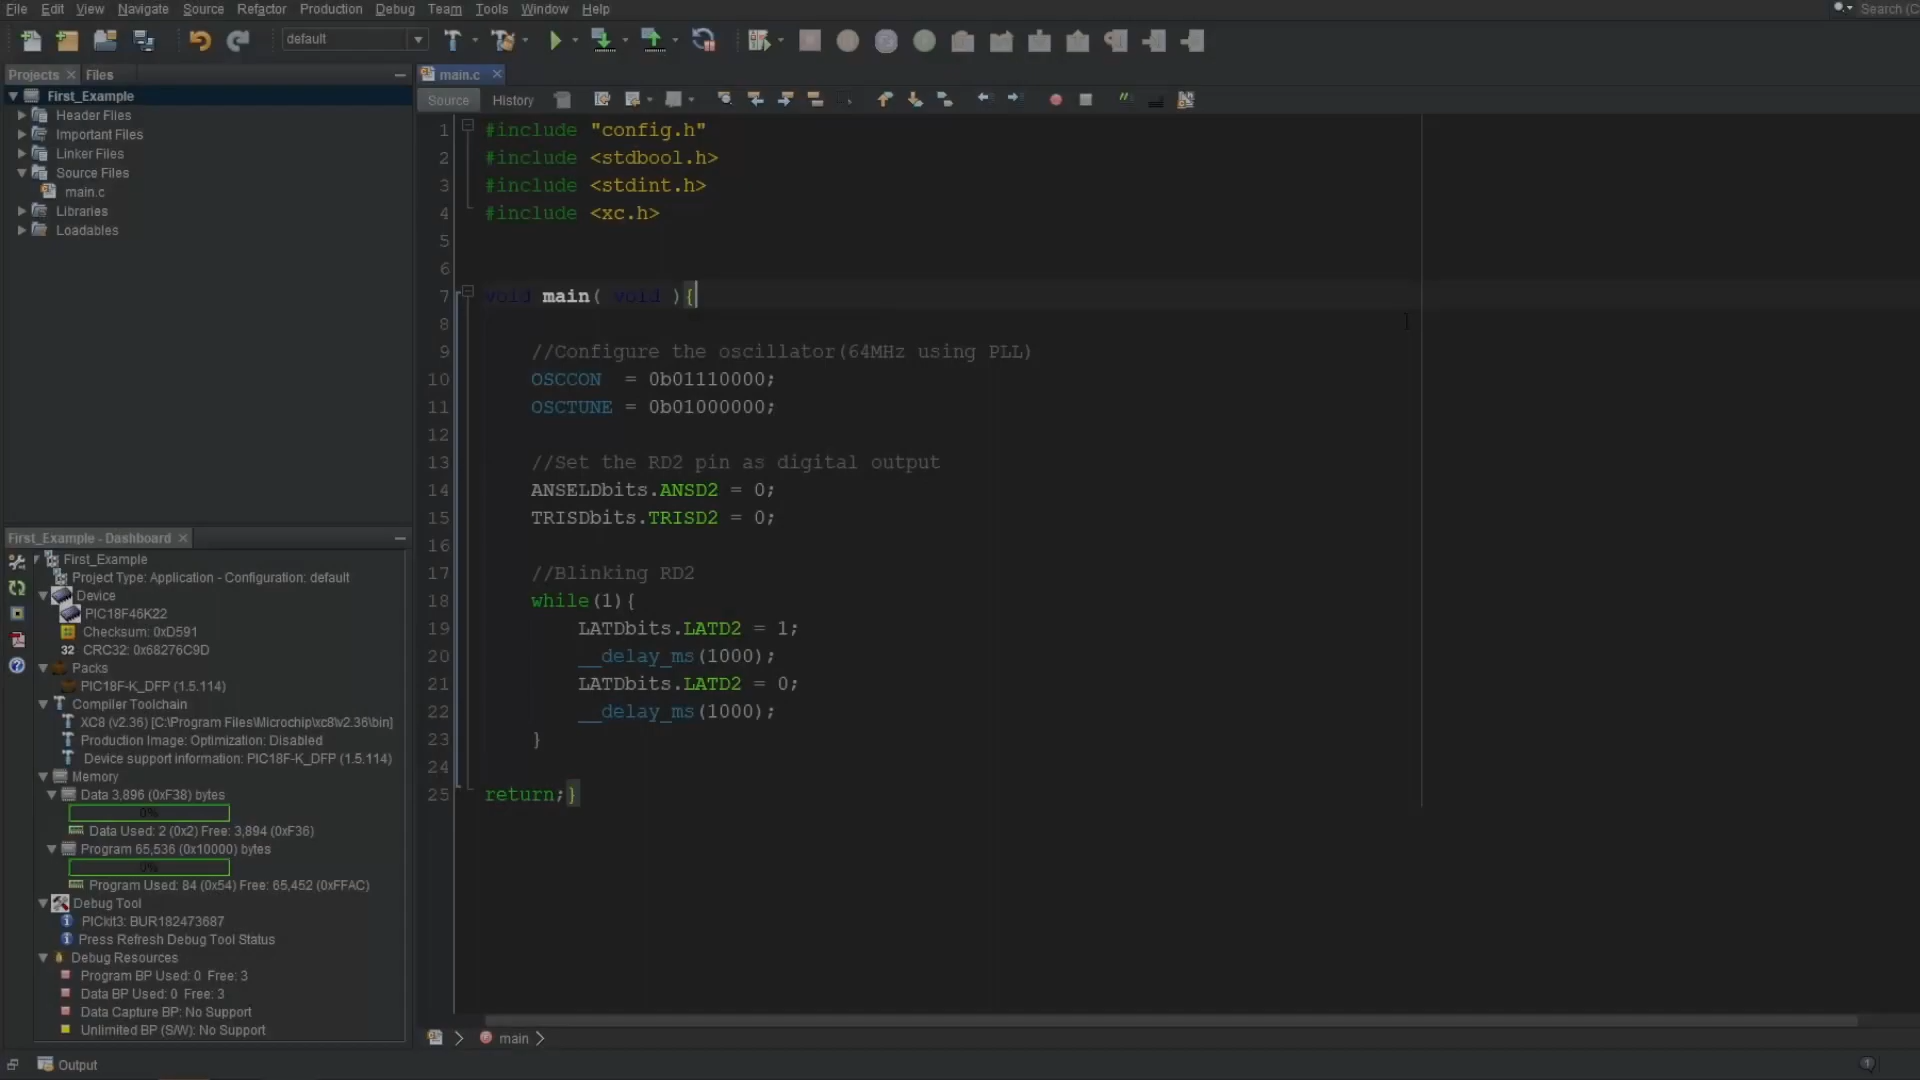 File Edit View Navigate Source Refactor Production Debug Team Tools Window Help Search (C
default
Projects Files
main.c
First_Example
Header Files
Important Files
Linker Files
Source Files
main.c
Libraries
Loadables
Source History
1 #include "config.h"
2 #include <stdbool.h>
3 #include <stdint.h>
4 #include <xc.h>
5
6
7 void main( void ){
8
9 //Configure the oscillator(64MHz using PLL)
10 OSCCON  = 0b01110000;
11 OSCTUNE = 0b01000000;
12
13 //Set the RD2 pin as digital output
14 ANSELDbits.ANSD2 = 0;
15 TRISDbits.TRISD2 = 0;
16
17 //Blinking RD2
18 while(1){
19 LATDbits.LATD2 = 1;
20 __delay_ms(1000);
21 LATDbits.LATD2 = 0;
22 __delay_ms(1000);
23 }
24
25 return;}
First_Example - Dashboard
First_Example
Project Type: Application - Configuration: default
Device
PIC18F46K22
Checksum: 0xD591
32 CRC32: 0x68276C9D
Packs
PIC18F-K_DFP (1.5.114)
Compiler Toolchain
XC8 (v2.36) [C:\Program Files\Microchip\xc8\v2.36\bin]
Production Image: Optimization: Disabled
Device support information: PIC18F-K_DFP (1.5.114)
Memory
Data 3,896 (0xF38) bytes
0%
Data Used: 2 (0x2) Free: 3,894 (0xF36)
Program 65,536 (0x10000) bytes
0%
Program Used: 84 (0x54) Free: 65,452 (0xFFAC)
Debug Tool
PICkit3: BUR182473687
Press Refresh Debug Tool Status
Debug Resources
Program BP Used: 0  Free: 3
Data BP Used: 0  Free: 3
Data Capture BP: No Support
Unlimited BP (S/W): No Support
main
Output
1